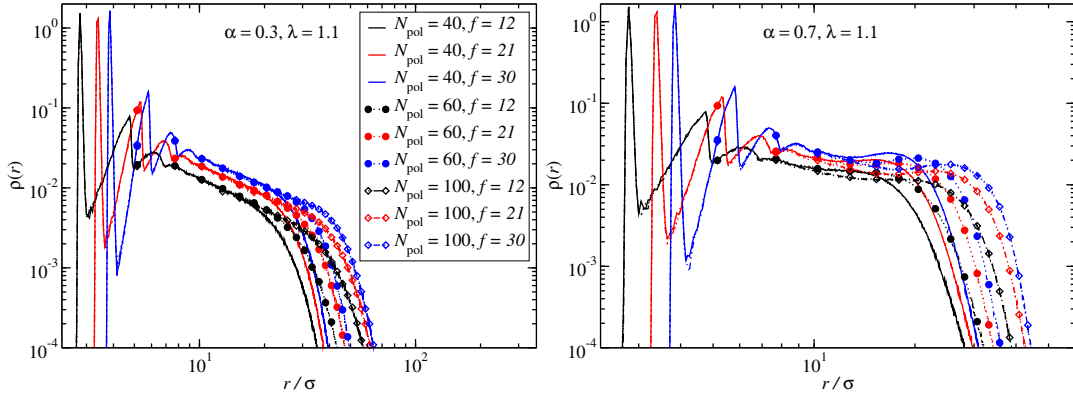 α = 0.3, λ = 1.1
N_pol = 40, f = 12
N_pol = 40, f = 21
N_pol = 40, f = 30
N_pol = 60, f = 12
N_pol = 60, f = 21
N_pol = 60, f = 30
N_pol = 100, f = 12
N_pol = 100, f = 21
N_pol = 100, f = 30
10^0
10^-1
10^-2
10^-3
10^-4
ρ(r)
10^1
10^2
r / σ
α = 0.7, λ = 1.1
10^0
10^-1
10^-2
10^-3
10^-4
ρ(r)
10^1
r / σ